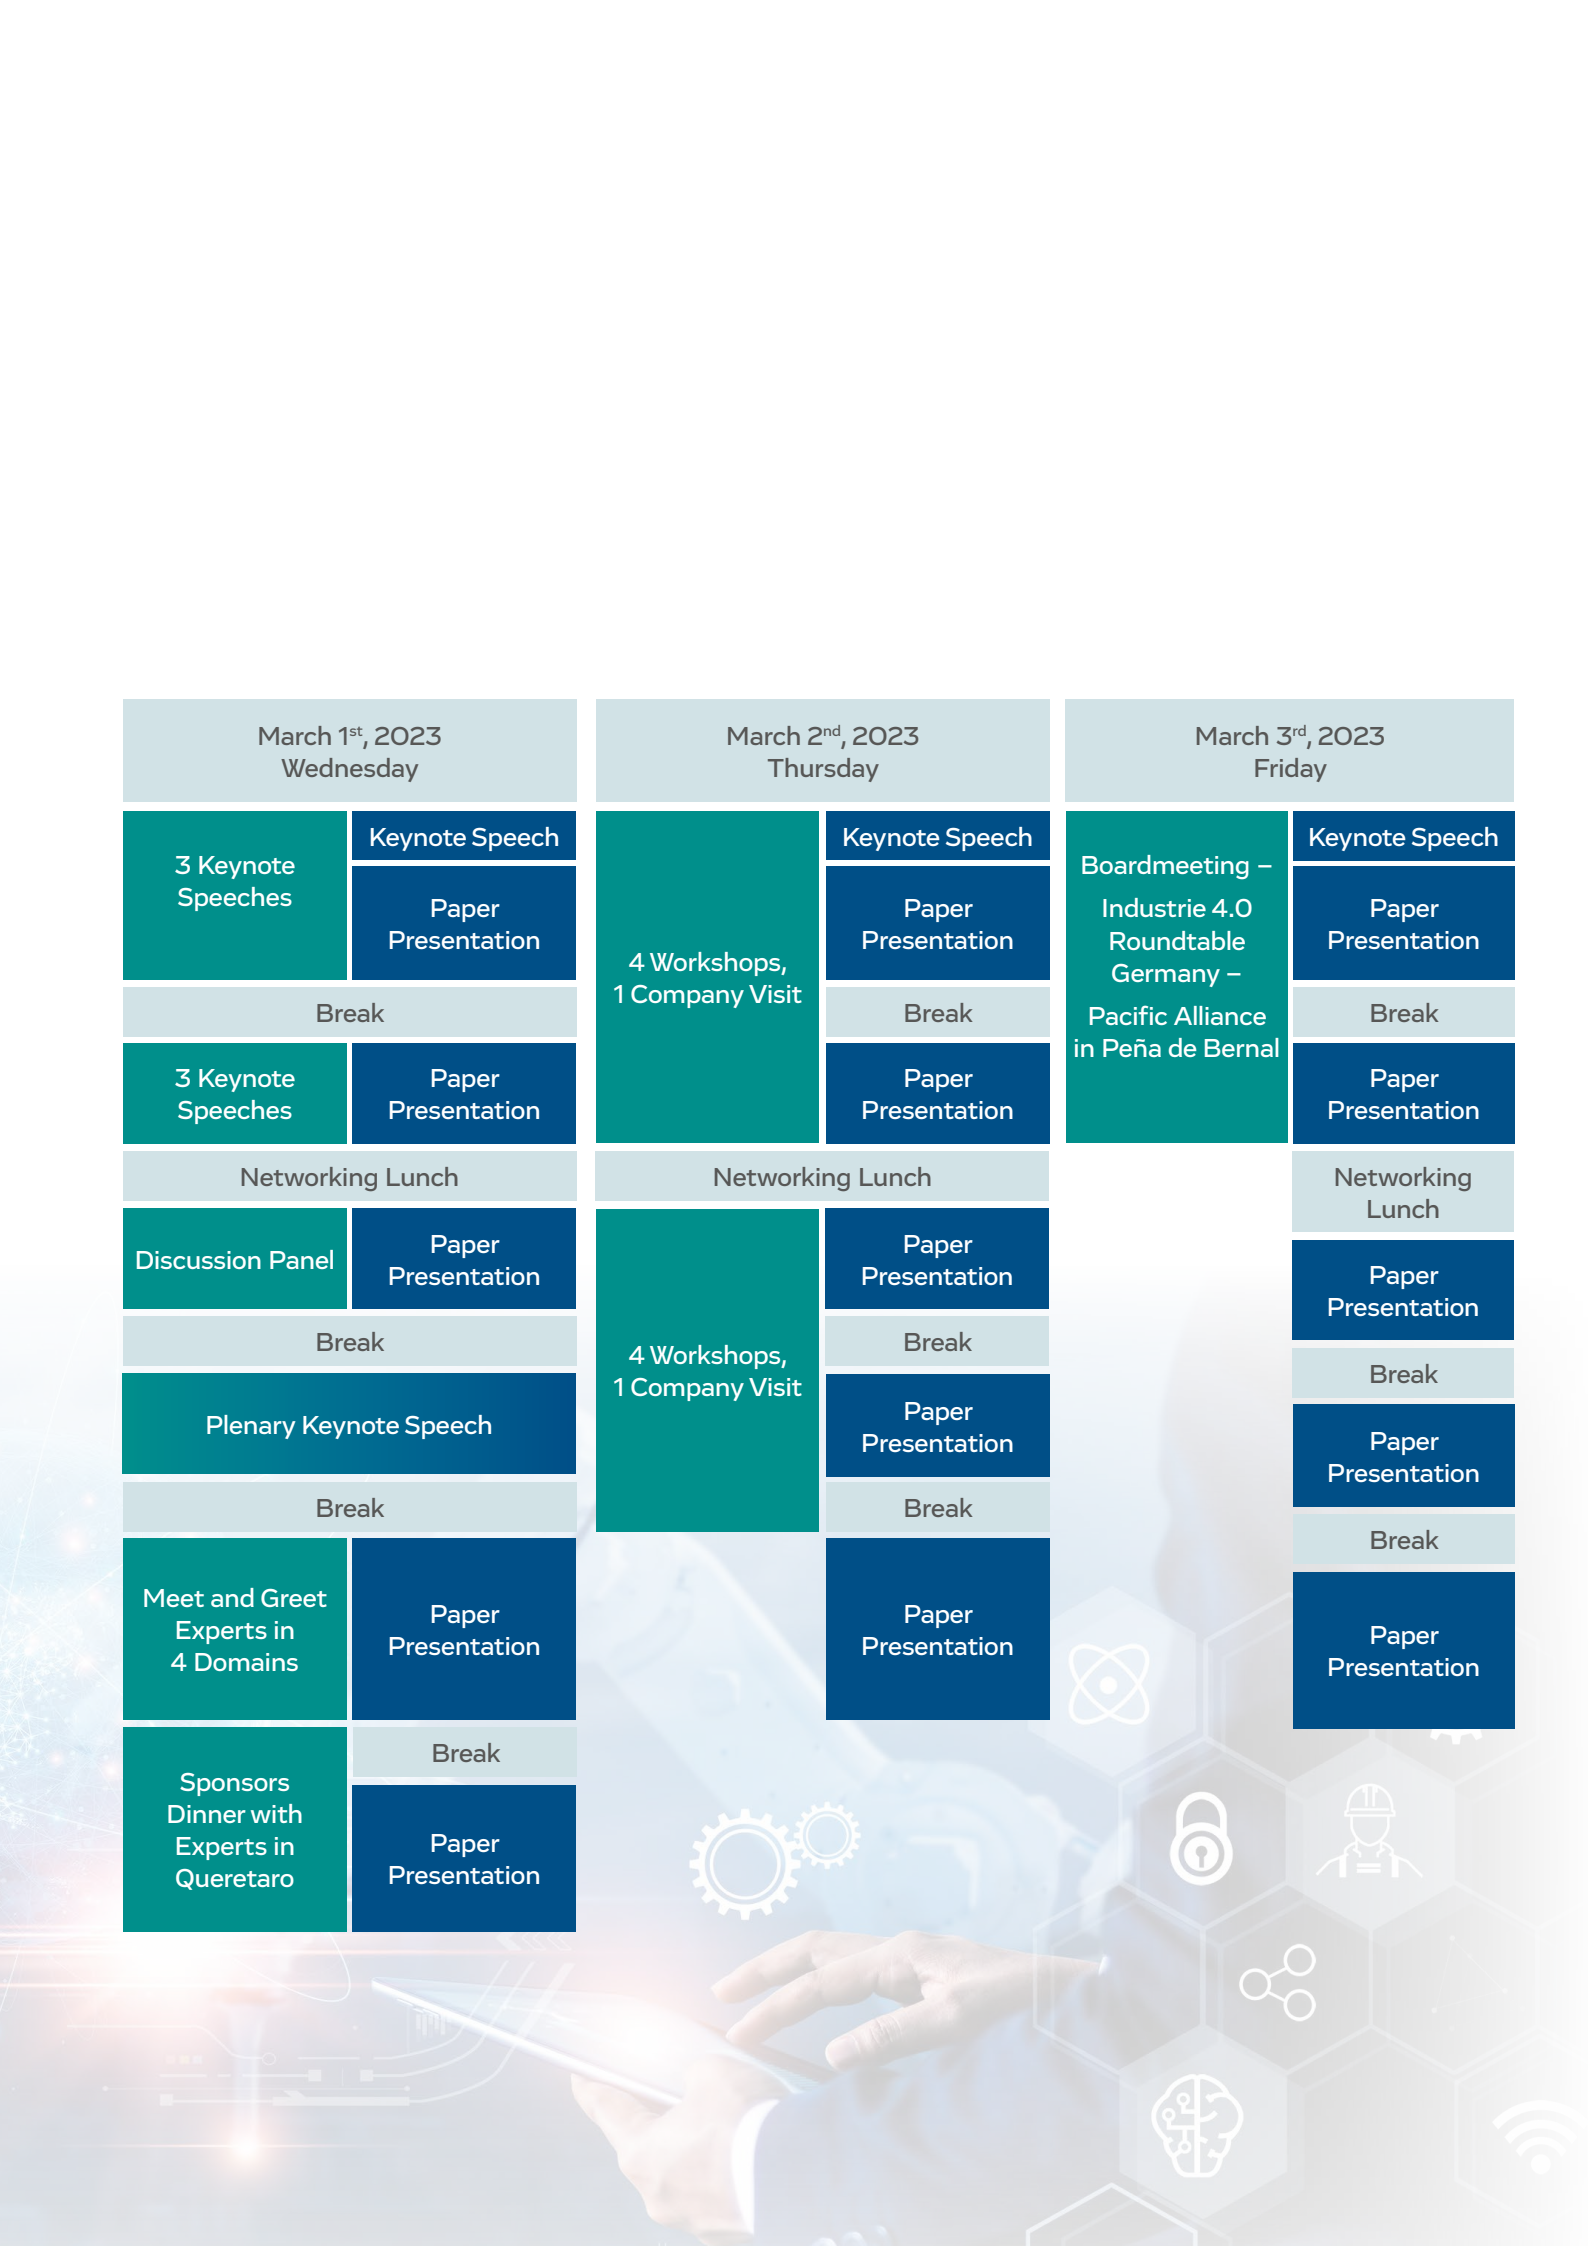 March 1st, 2023
Wednesday
3 Keynote
Speeches
Keynote Speech
Paper
Presentation
Break
3 Keynote
Speeches
Paper
Presentation
Networking Lunch
Discussion Panel
Paper
Presentation
Break
Plenary Keynote Speech
Break
Meet and Greet
Experts in
4 Domains
Paper
Presentation
Sponsors
Dinner with
Experts in
Queretaro
Break
Paper
Presentation
March 2nd, 2023
Thursday
4 Workshops,
1 Company Visit
Keynote Speech
Paper
Presentation
Break
Paper
Presentation
Networking Lunch
4 Workshops,
1 Company Visit
Paper
Presentation
Break
Paper
Presentation
Break
Paper
Presentation
March 3rd, 2023
Friday
Boardmeeting –
Industrie 4.0
Roundtable
Germany –
Pacific Alliance
in Peña de Bernal
Keynote Speech
Paper
Presentation
Break
Paper
Presentation
Networking
Lunch
Paper
Presentation
Break
Paper
Presentation
Break
Paper
Presentation